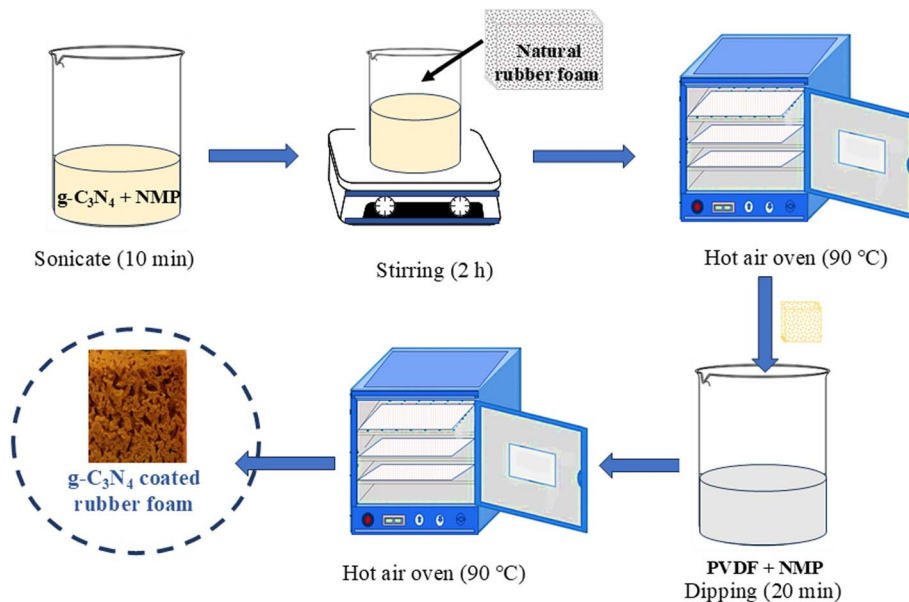 Natural
rubber foam
g-C₃N₄ + NMP
Sonicate (10 min)
Stirring (2 h)
Hot air oven (90 °C)
g-C₃N₄ coated
rubber foam
Hot air oven (90 °C)
PVDF + NMP
Dipping (20 min)